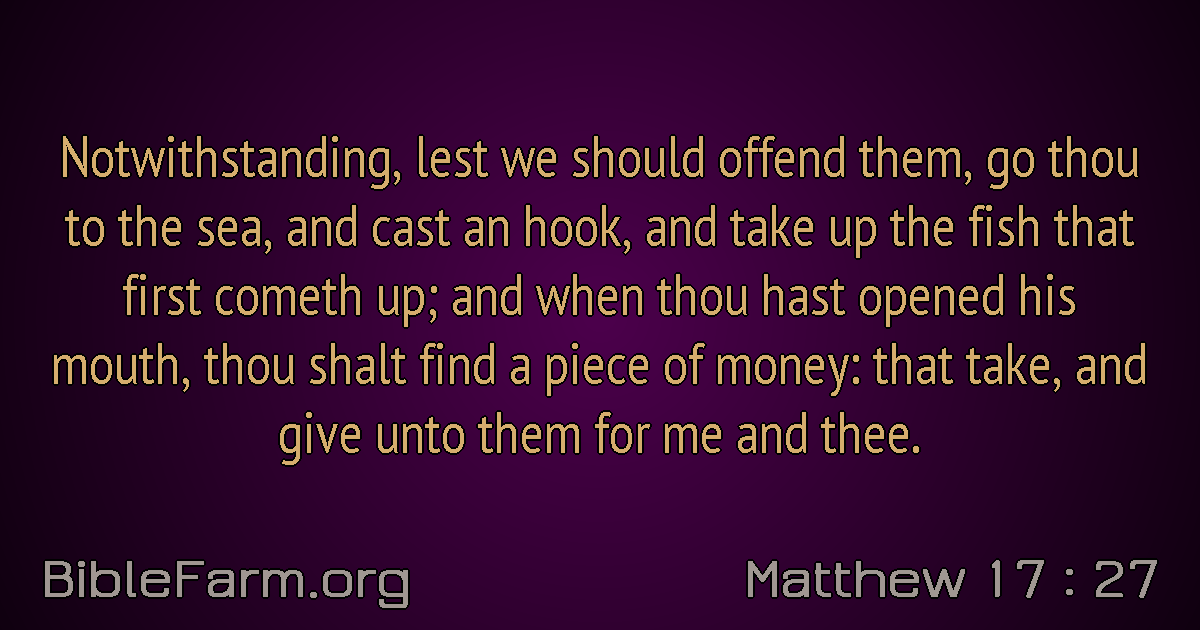 Notwithstanding, lest we should offend them, go thou
to the sea, and cast an hook, and take up the fish that
first cometh up; and when thou hast opened his
mouth, thou shalt find a piece of money: that take, and
give unto them for me and thee.
BibleFarm.org
Matthew 17 : 27